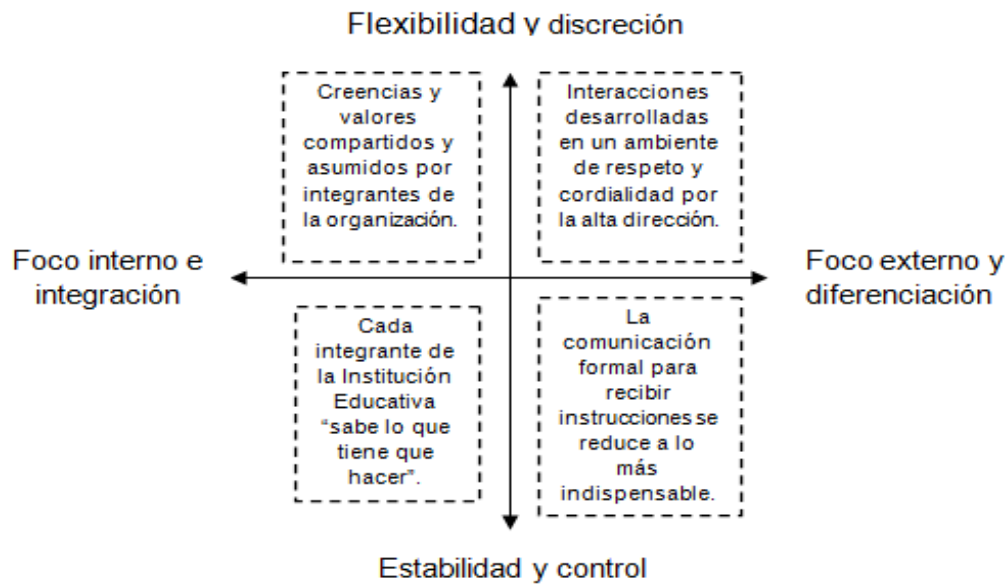 Flexibilidad y discreción
Creencias y
valores
compartidos y
asumidos por
integrantes de
la organización.
Interacciones
desarrolladas
en un ambiente
de respeto y
cordialidad por
la alta dirección.
Foco interno e
integración
Foco externo y
diferenciación
Cada
integrante de
la Institución
Educativa
“sabe lo que
tiene que
hacer”.
La
comunicación
formal para
recibir
instrucciones se
reduce a lo
más
indispensable.
Estabilidad y control